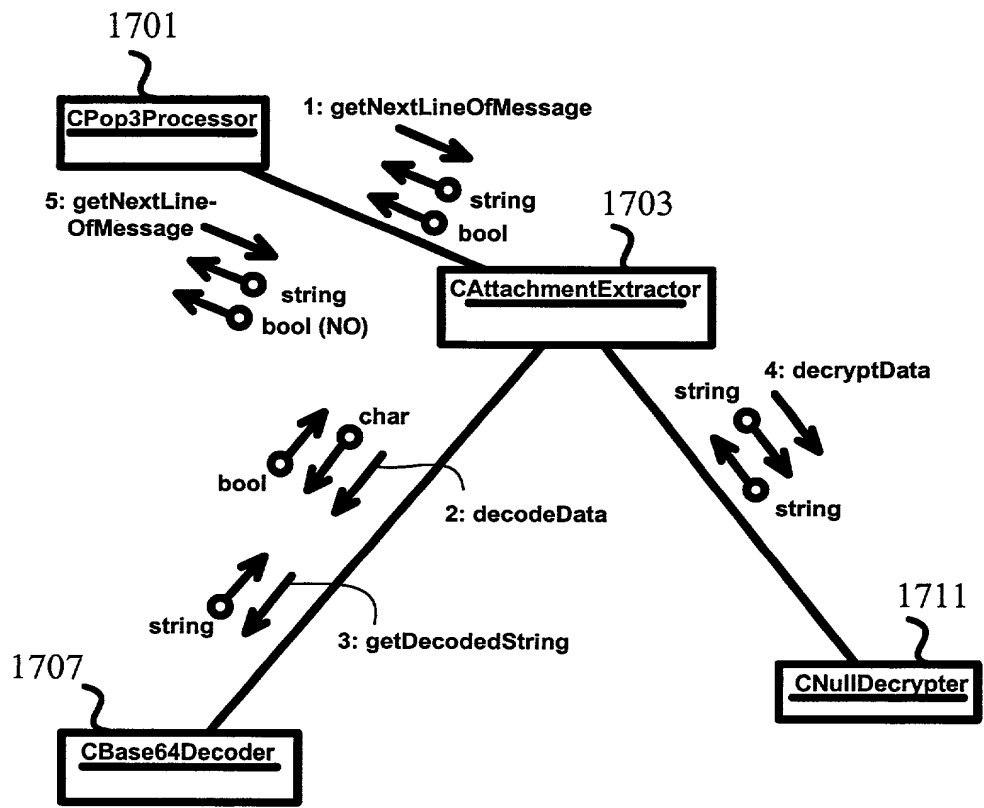 1701
CPop3Processor
1: getNextLineOfMessage
string
bool
5: getNextLine-
OfMessage
string
bool (NO)
1703
CAttachmentExtractor
char
bool
2: decodeData
string
3: getDecodedString
string
4: decryptData
string
1707
CBase64Decoder
1711
CNullDecrypter